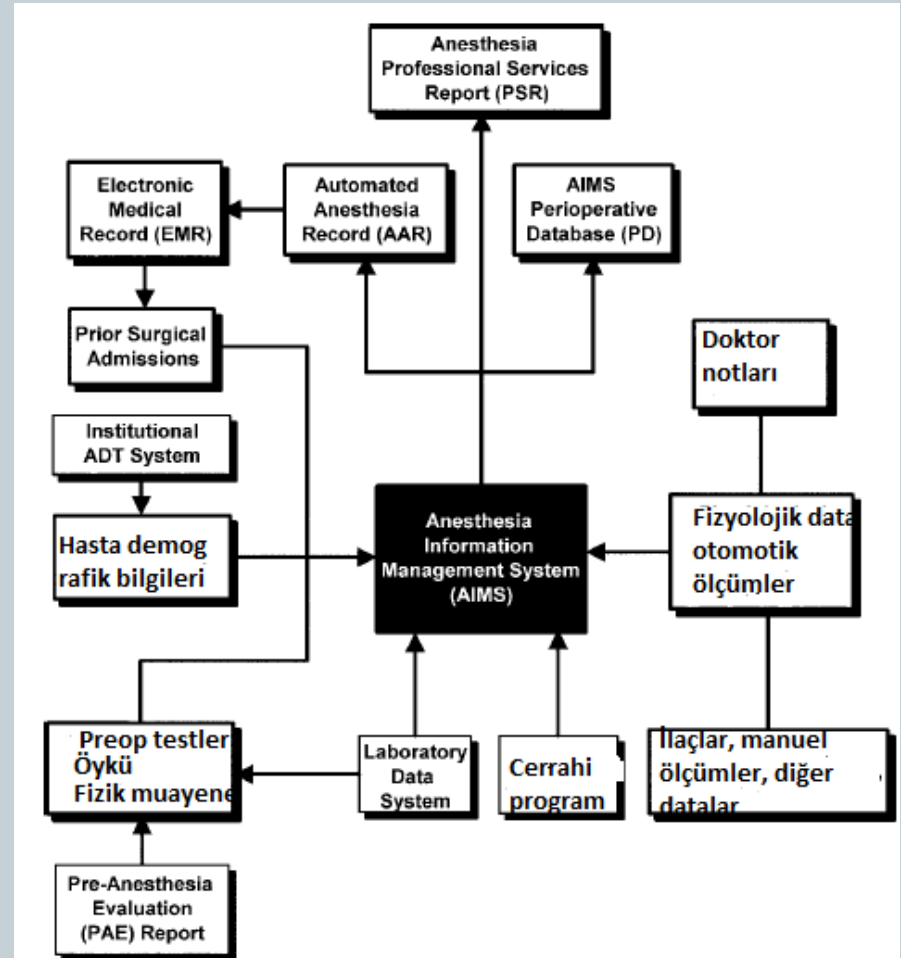 Anesthesia
Professional Services
Report (PSR)
Electronic
Medical
Record (EMR)
Automated
Anesthesia
Record (AAR)
AIMS
Perioperative
Database (PD)
Prior Surgical
Admissions
Doktor
notları
Institutional
ADT System
Anesthesia
Information
Management System
(AIMS)
Hasta demog
rafik bilgileri
Fizyolojik data
otomotik
ölçümler
Preop testler
Öykü
Fizik muayene
Laboratory
Data
System
Cerrahi
program
İlaçlar, manuel
ölçümler, diğer
datalar
Pre-Anesthesia
Evaluation
(PAE) Report